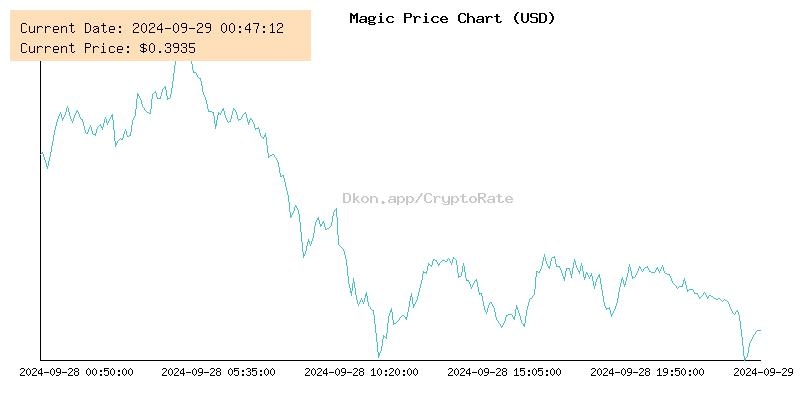 Magic Price Chart (USD)
Current Date: 2024-09-29 00:47:12
Current Price: $0.3935
Dkon.app/CryptoRate
2024-09-28 00:50:00 2024-09-28 05:35:00 2024-09-28 10:20:00 2024-09-28 15:05:00 2024-09-28 19:50:00 2024-09-29